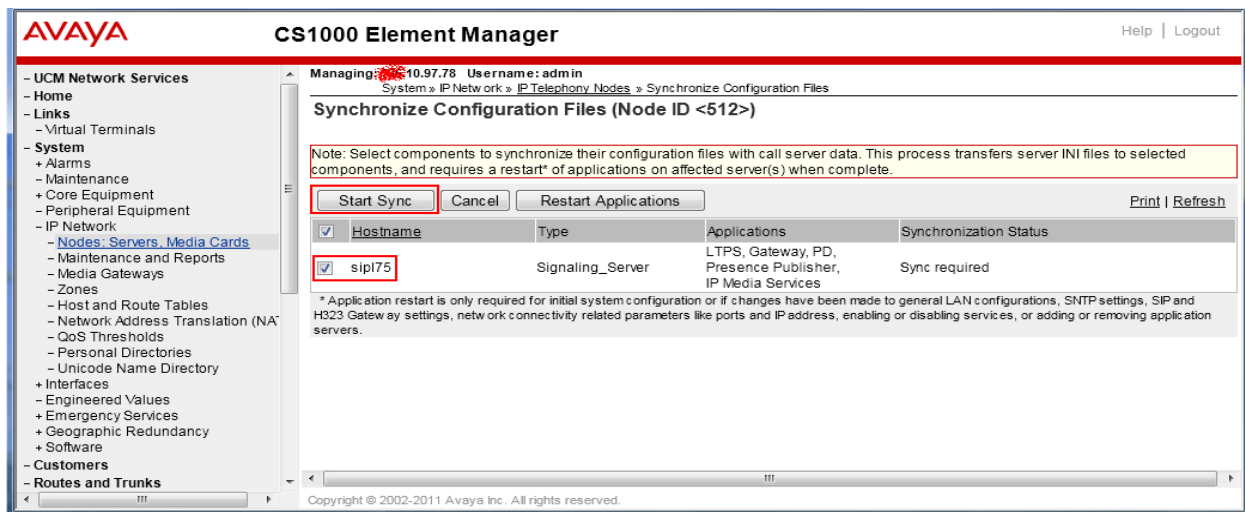 AVAYA
CS1000 Element Manager
Help | Logout
– UCM Network Services
– Home
– Links
– Virtual Terminals
– System
+ Alarms
– Maintenance
+ Core Equipment
– Peripheral Equipment
– IP Network
– Nodes: Servers, Media Cards
– Maintenance and Reports
– Media Gateways
– Zones
– Host and Route Tables
– Network Address Translation (NA
– QoS Thresholds
– Personal Directories
– Unicode Name Directory
+ Interfaces
– Engineered Values
+ Emergency Services
+ Geographic Redundancy
+ Software
– Customers
– Routes and Trunks
Managing: 10.97.78 Username: admin
System » IP Network » IP Telephony Nodes » Synchronize Configuration Files
Synchronize Configuration Files (Node ID <512>)
Note: Select components to synchronize their configuration files with call server data. This process transfers server INI files to selected
components, and requires a restart* of applications on affected server(s) when complete.
Start Sync Cancel Restart Applications Print | Refresh
Hostname Type Applications Synchronization Status
sipl75 Signaling_Server LTPS, Gateway, PD,
Presence Publisher, Sync required
IP Media Services
* Application restart is only required for initial system configuration or if changes have been made to general LAN configurations, SNTP settings, SIP and
H323 Gateway settings, network connectivity related parameters like ports and IP address, enabling or disabling services, or adding or removing application
servers.
Copyright © 2002-2011 Avaya Inc. All rights reserved.